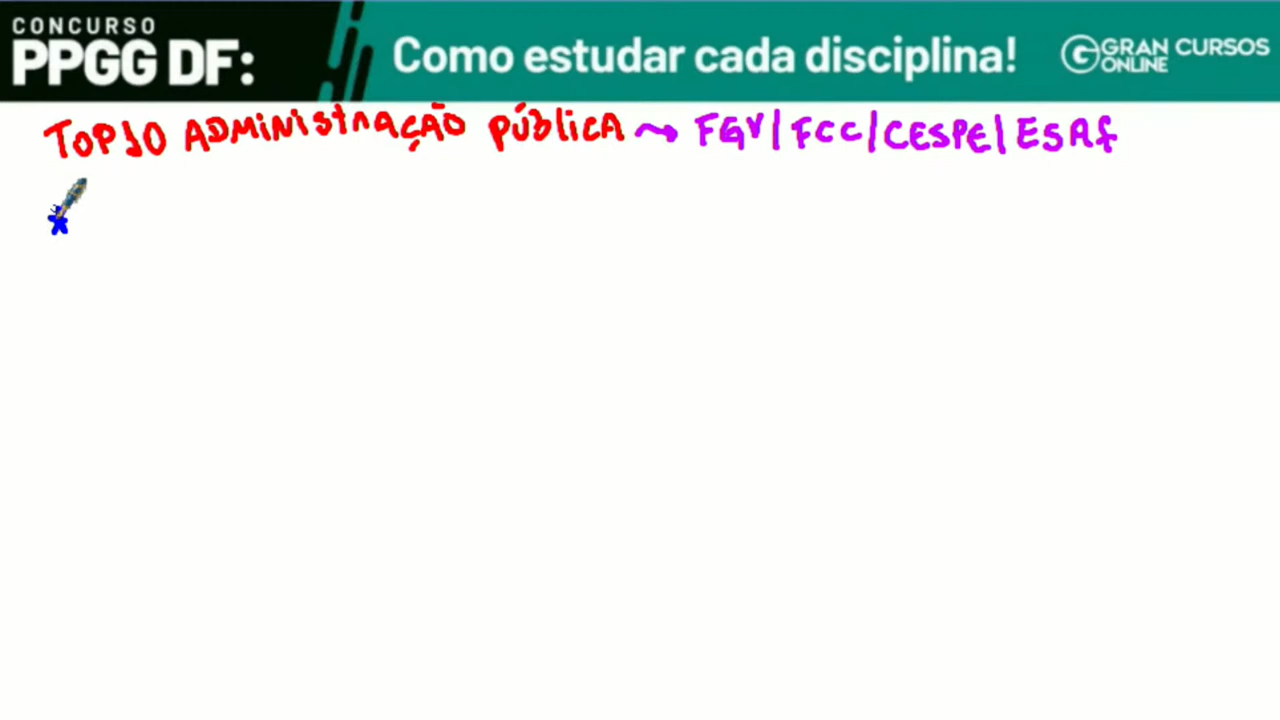 CONCURSO
PPGG DF:
Como estudar cada disciplina!
GRAN CURSOS
ONLINE
TOP 10 ADMINISTRAÇÃO PÚBLICA → FGV/FCC/CESPE/ESAF
*